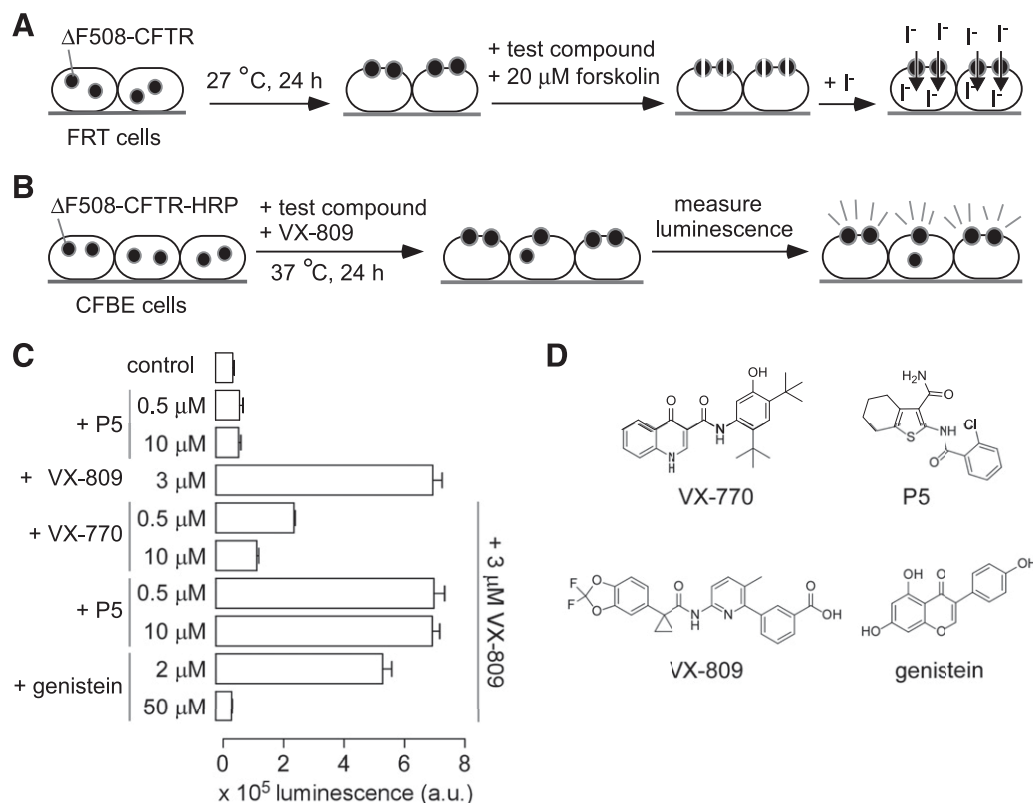 A
ΔF508-CFTR
27 °C, 24 h
+ test compound
+ 20 μM forskolin
+ I-
I- I- I- I-
I- I- I- I-
FRT cells
B
ΔF508-CFTR-HRP
+ test compound
+ VX-809
37 °C, 24 h
measure
luminescence
CFBE cells
C
control
+ P5
0.5 μM
10 μM
+ VX-809
3 μM
+ VX-770
0.5 μM
10 μM
+ P5
0.5 μM
10 μM
+ genistein
2 μM
50 μM
+ 3 μM VX-809
0 2 4 6 8
x 10⁵ luminescence (a.u.)
D
OH
O O
N
H
N
H
VX-770
H₂N
O
S
NH
Cl
O
P5
F
F
O
O
O
N
H
N
O
OH
VX-809
OH O
OH
HO
O
genistein